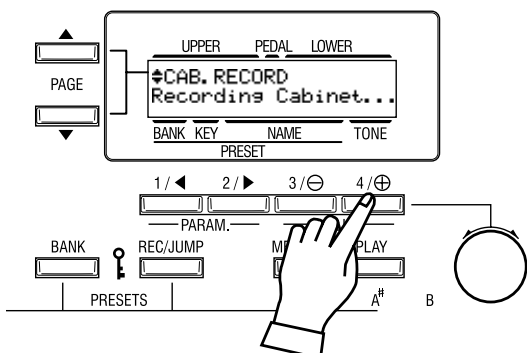 UPPER PEDAL LOWER
PAGE
CAB. RECORD
Recording Cabinet...
BANK KEY NAME TONE
PRESET
1/◀ 2/▶ 3/⊖ 4/⊕
PARAM.
BANK REC/JUMP PLAY
PRESETS
A# B